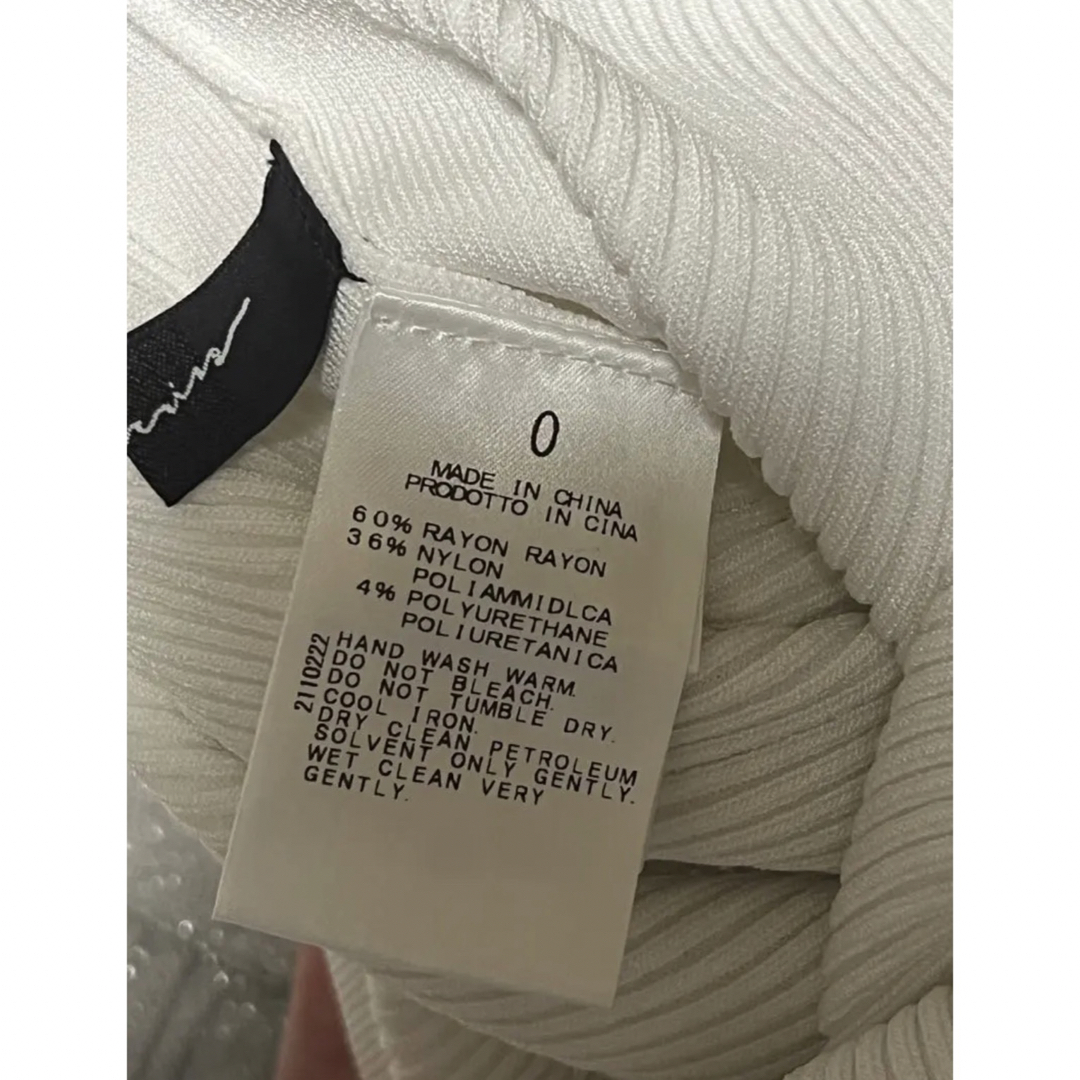 0
MADE IN CHINA
PRODOTTO IN CINA
60% RAYON RAYON
36% NYLON
POLIAMMIDLCA
4% POLYURETHANE
POLIURETANICA
2110222
HAND WASH WARM.
DO NOT BLEACH.
DO NOT TUMBLE DRY.
COOL IRON.
DRY CLEAN PETROLEUM
SOLVENT ONLY GENTLY.
WET CLEAN VERY
GENTLY.